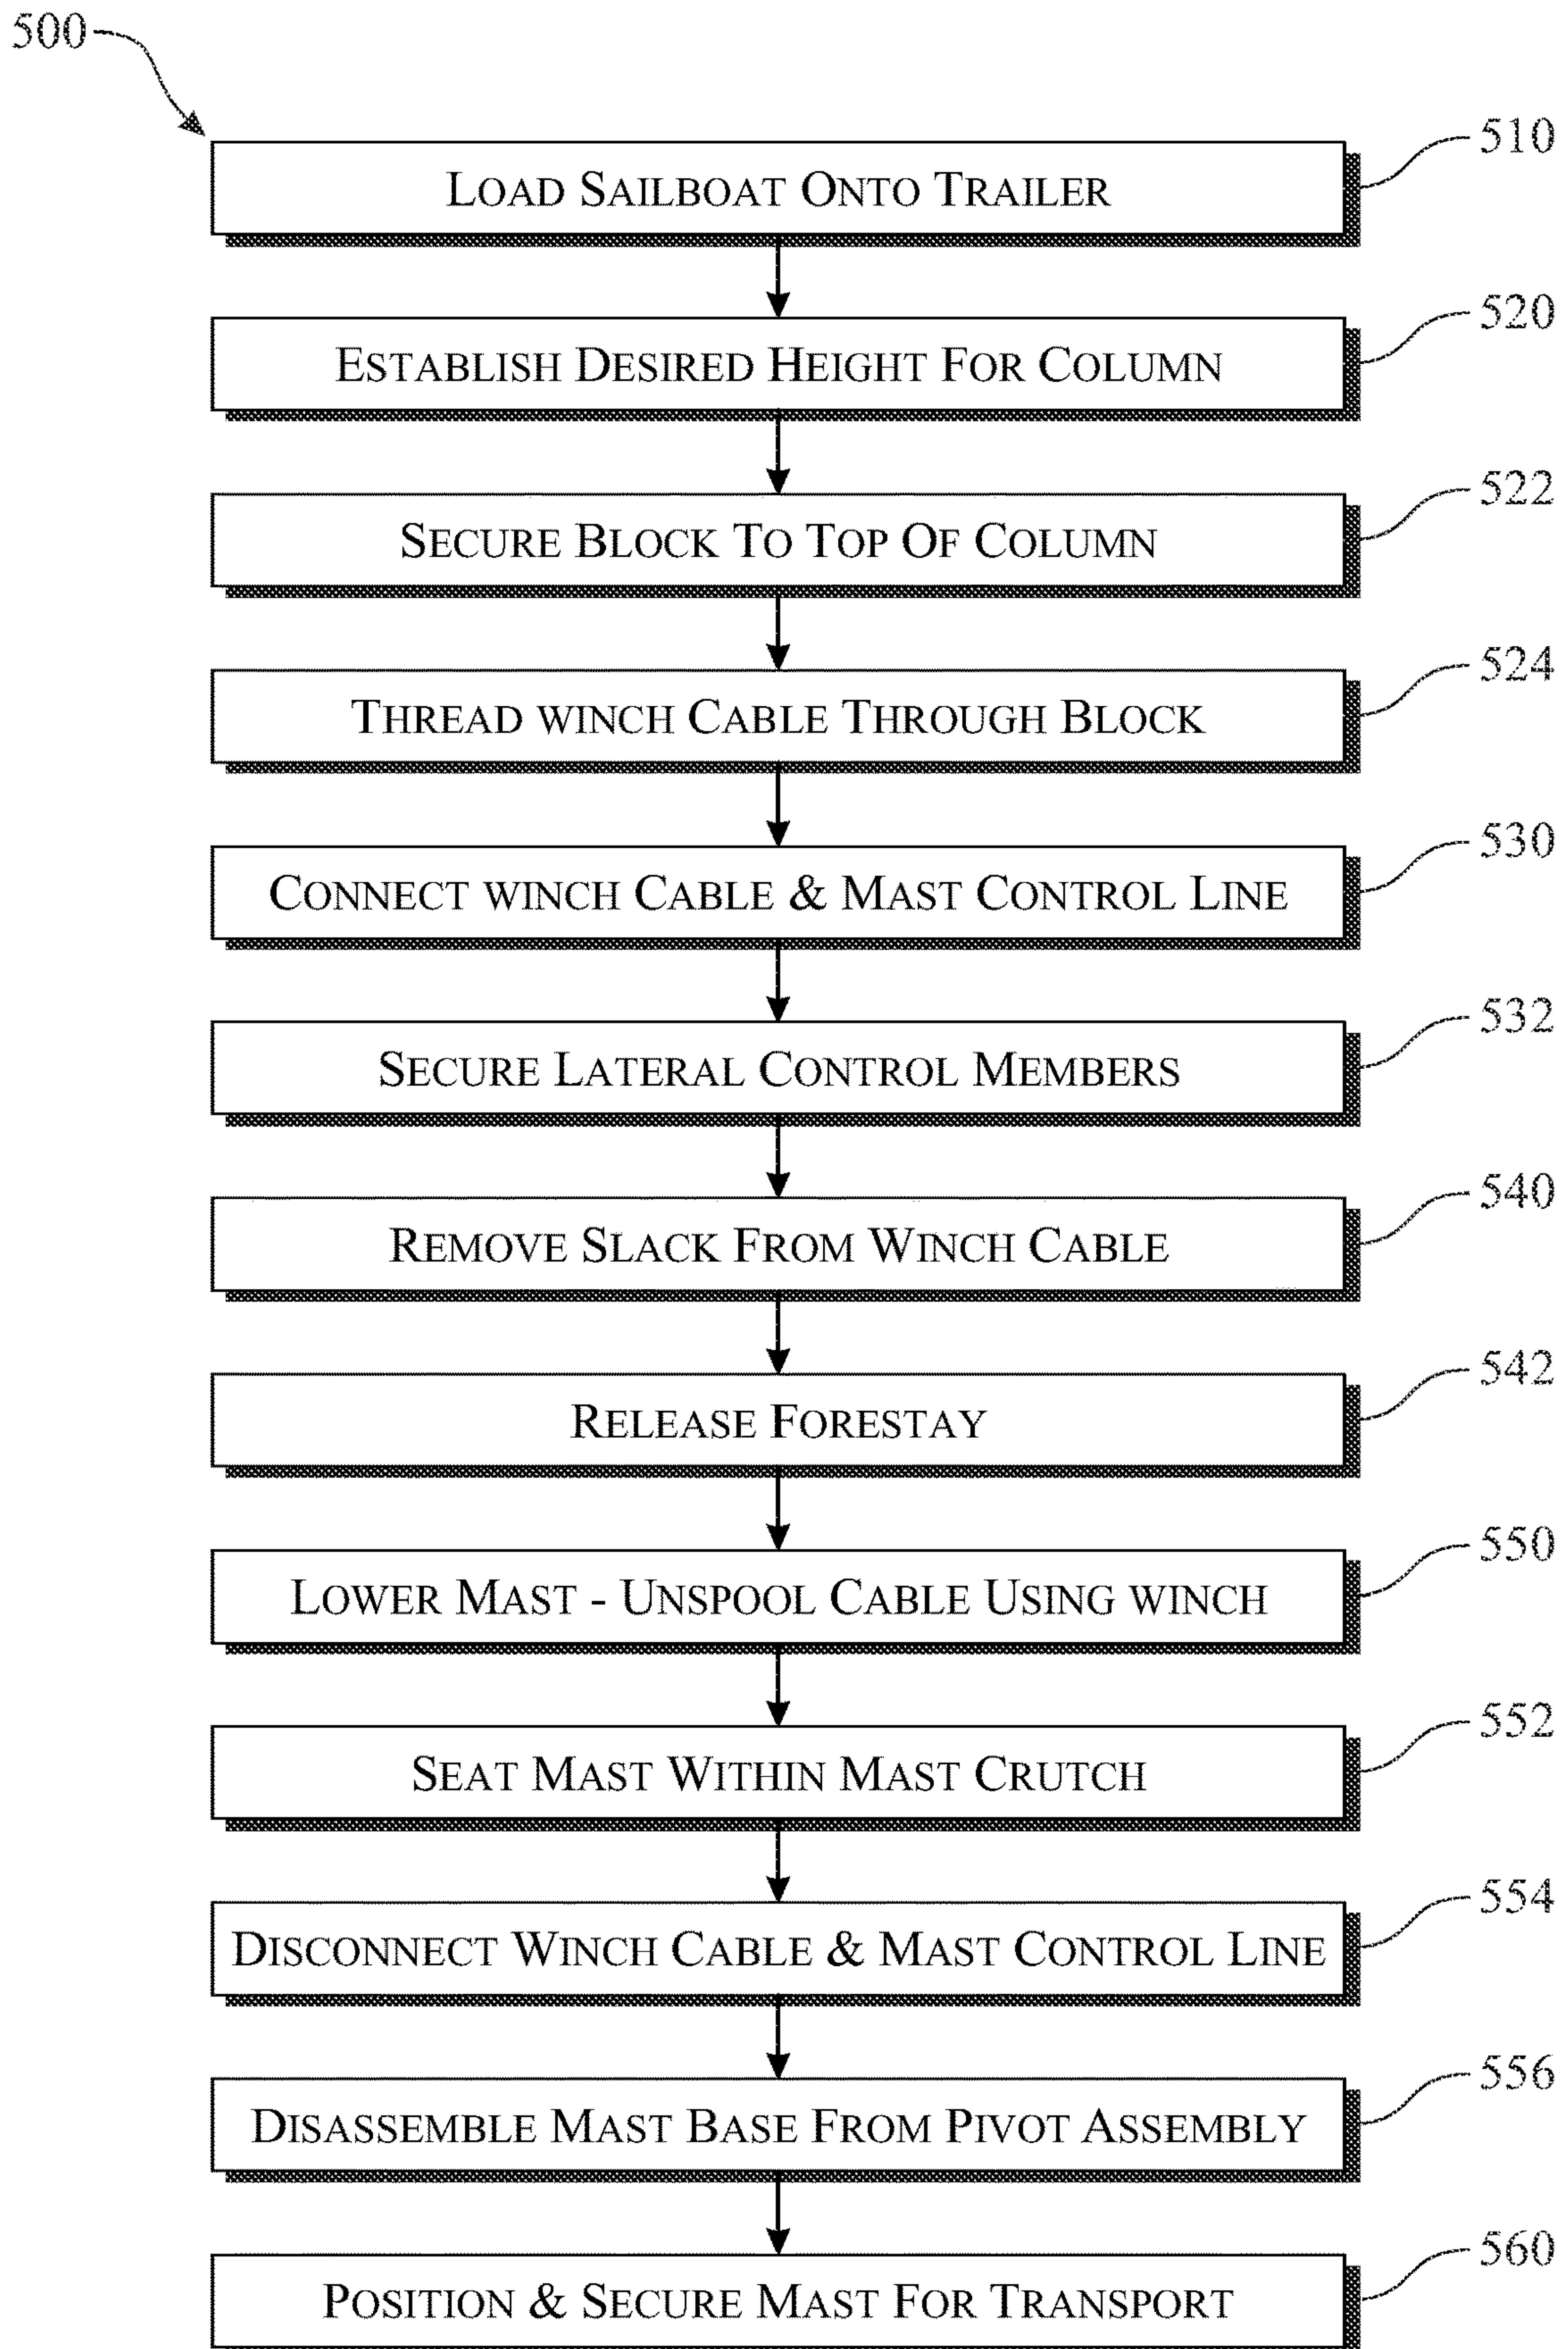 500
LOAD SAILBOAT ONTO TRAILER 510
ESTABLISH DESIRED HEIGHT FOR COLUMN 520
SECURE BLOCK TO TOP OF COLUMN 522
THREAD WINCH CABLE THROUGH BLOCK 524
CONNECT WINCH CABLE & MAST CONTROL LINE 530
SECURE LATERAL CONTROL MEMBERS 532
REMOVE SLACK FROM WINCH CABLE 540
RELEASE FORESTAY 542
LOWER MAST - UNSPOOL CABLE USING WINCH 550
SEAT MAST WITHIN MAST CRUTCH 552
DISCONNECT WINCH CABLE & MAST CONTROL LINE 554
DISASSEMBLE MAST BASE FROM PIVOT ASSEMBLY 556
POSITION & SECURE MAST FOR TRANSPORT 560